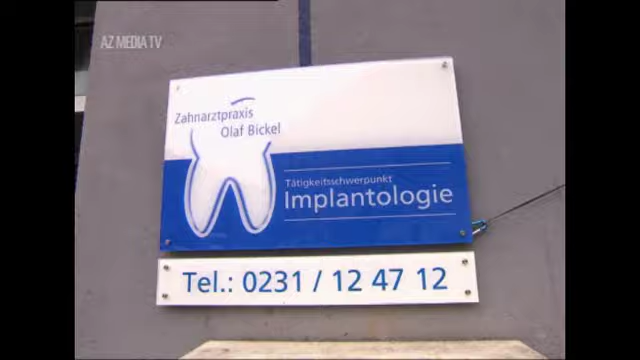 AZ MEDIA TV
Zahnarztpraxis
Olaf Bickel
Tätigkeitsschwerpunkt
Implantologie
Tel.: 0231 / 12 47 12